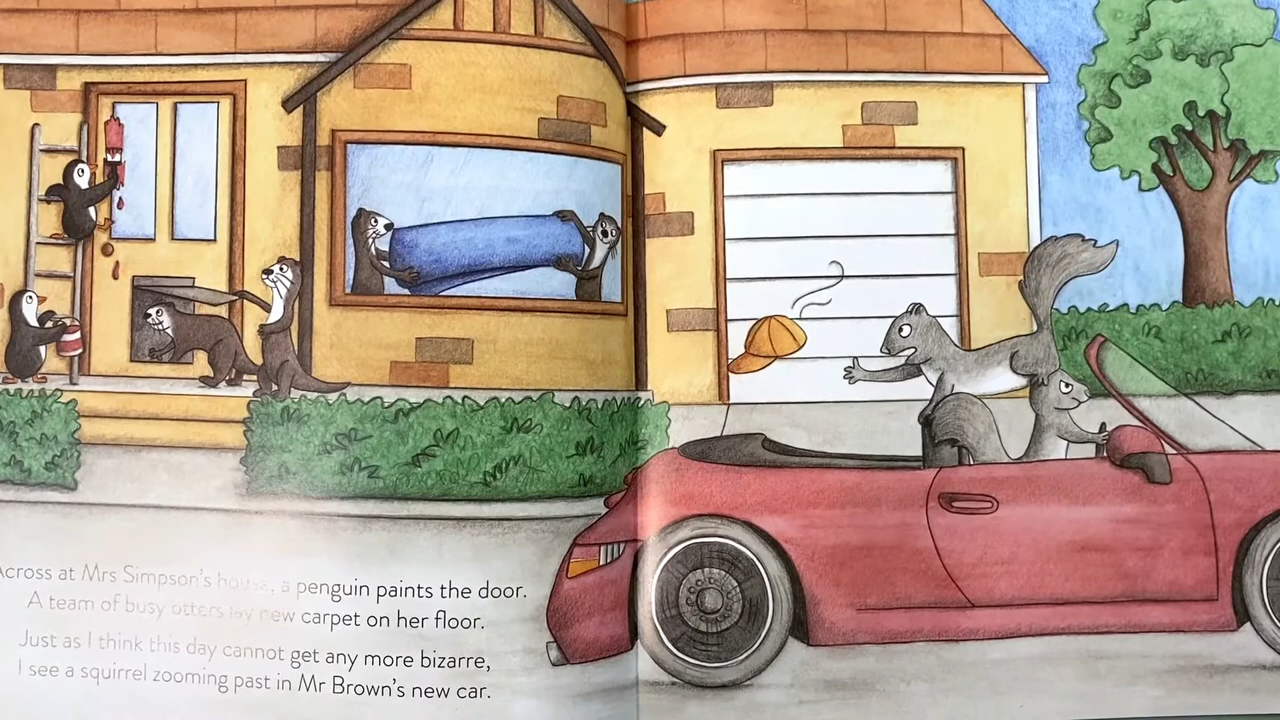 Across at Mrs Simpson's house, a penguin paints the door.
A team of busy otters lay new carpet on her floor.
Just as I think this day cannot get any more bizarre,
I see a squirrel zooming past in Mr Brown's new car.